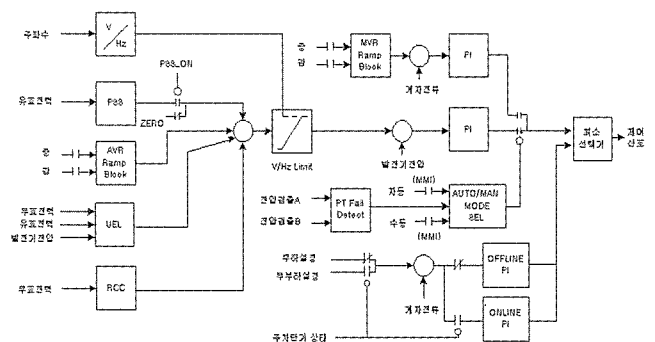 주파수
V
Hz
PSS_ON
유효전력
PSS
ZERO
증
감
AVR
Ramp
Block
무효전력
유효전력
발전기전압
UEL
무효전력
RCC
V/Hz Limit
증
감
MVR
Ramp
Block
계자전류
PI
발전기전압
PI
전압검출A
전압검출B
PT Fail
Detect
(MMI)
자동
수동
(MMI)
AUTO/MAN
MODE
SEL
부하설정
무부하설정
계자전류
OFFLINE
PI
ONLINE
PI
주차단기 상태
최소
선택기
제어
신호